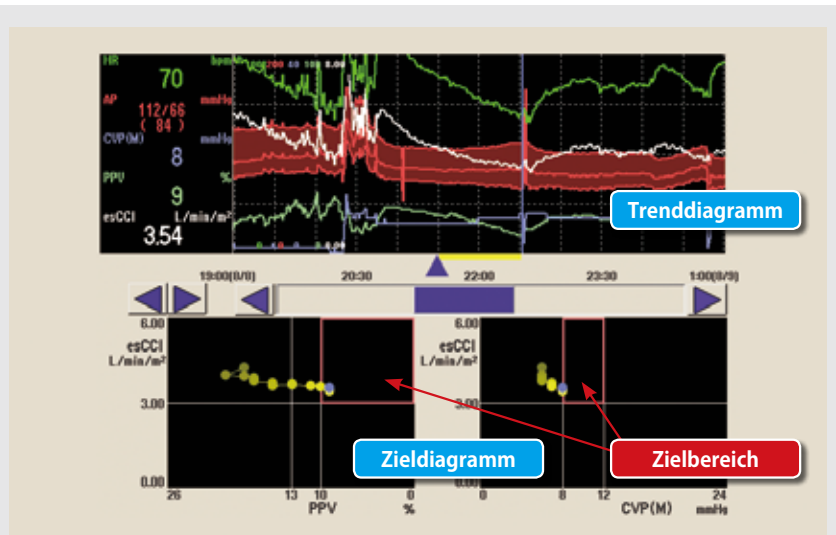 HR bpm
70
AP mmHg
112/66
( 84 )
CVP(M) mmHg
8
PPV %
9
esCCI L/min/m²
3.54
Trenddiagramm
19:00(8/8) 20:30 22:00 23:30 1:00(8/9)
6.00 6.00
esCCI esCCI
L/min/m² L/min/m²
3.00 3.00
Zieldiagramm Zielbereich
0.00 0.00
26 13 10 0 0 8 12 24
PPV % CVP(M) mmHg